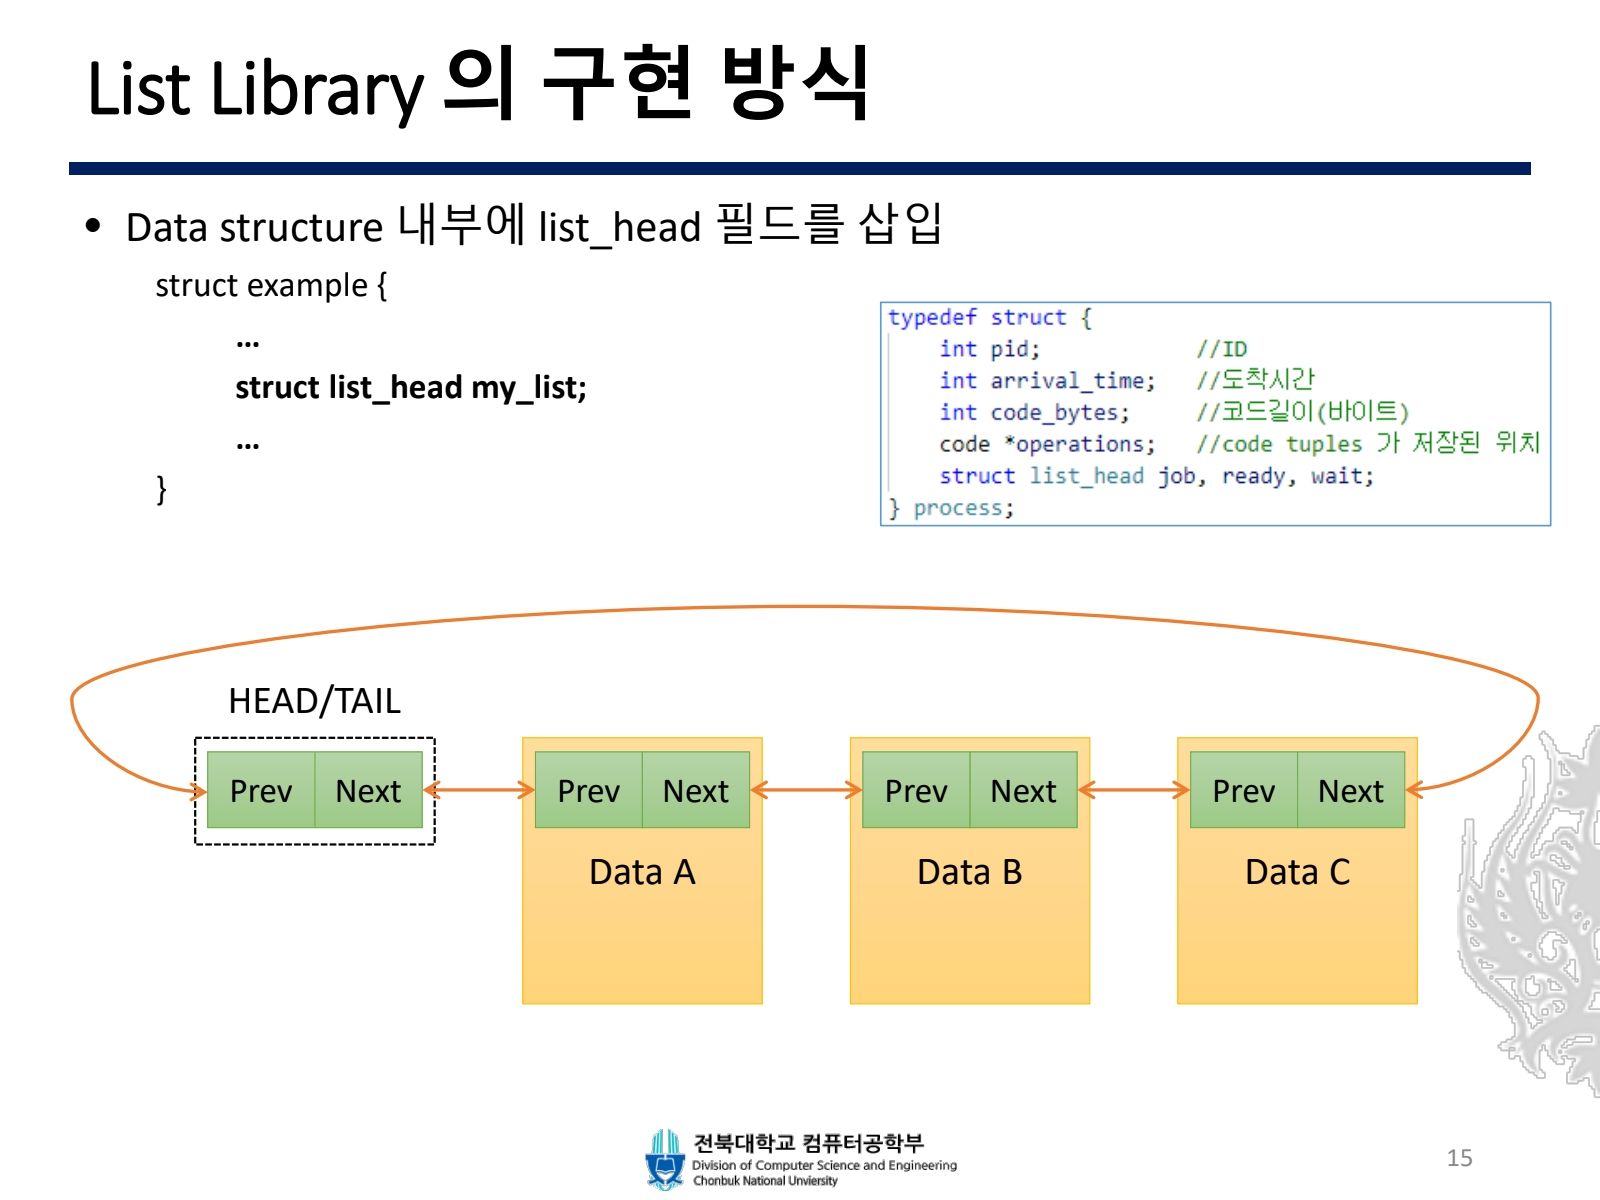 List Library 의 구현 방식
• Data structure 내부에 list_head 필드를 삽입
struct example {
...
struct list_head my_list;
...
}
typedef struct {
int pid; //ID
int arrival_time; //도착시간
int code_bytes; //코드길이(바이트)
code *operations; //code tuples 가 저장된 위치
struct list_head job, ready, wait;
} process;
HEAD/TAIL
Prev Next Prev Next Prev Next Prev Next
Data A Data B Data C
전북대학교 컴퓨터공학부
Division of Computer Science and Engineering
Chonbuk National Unviersity
15